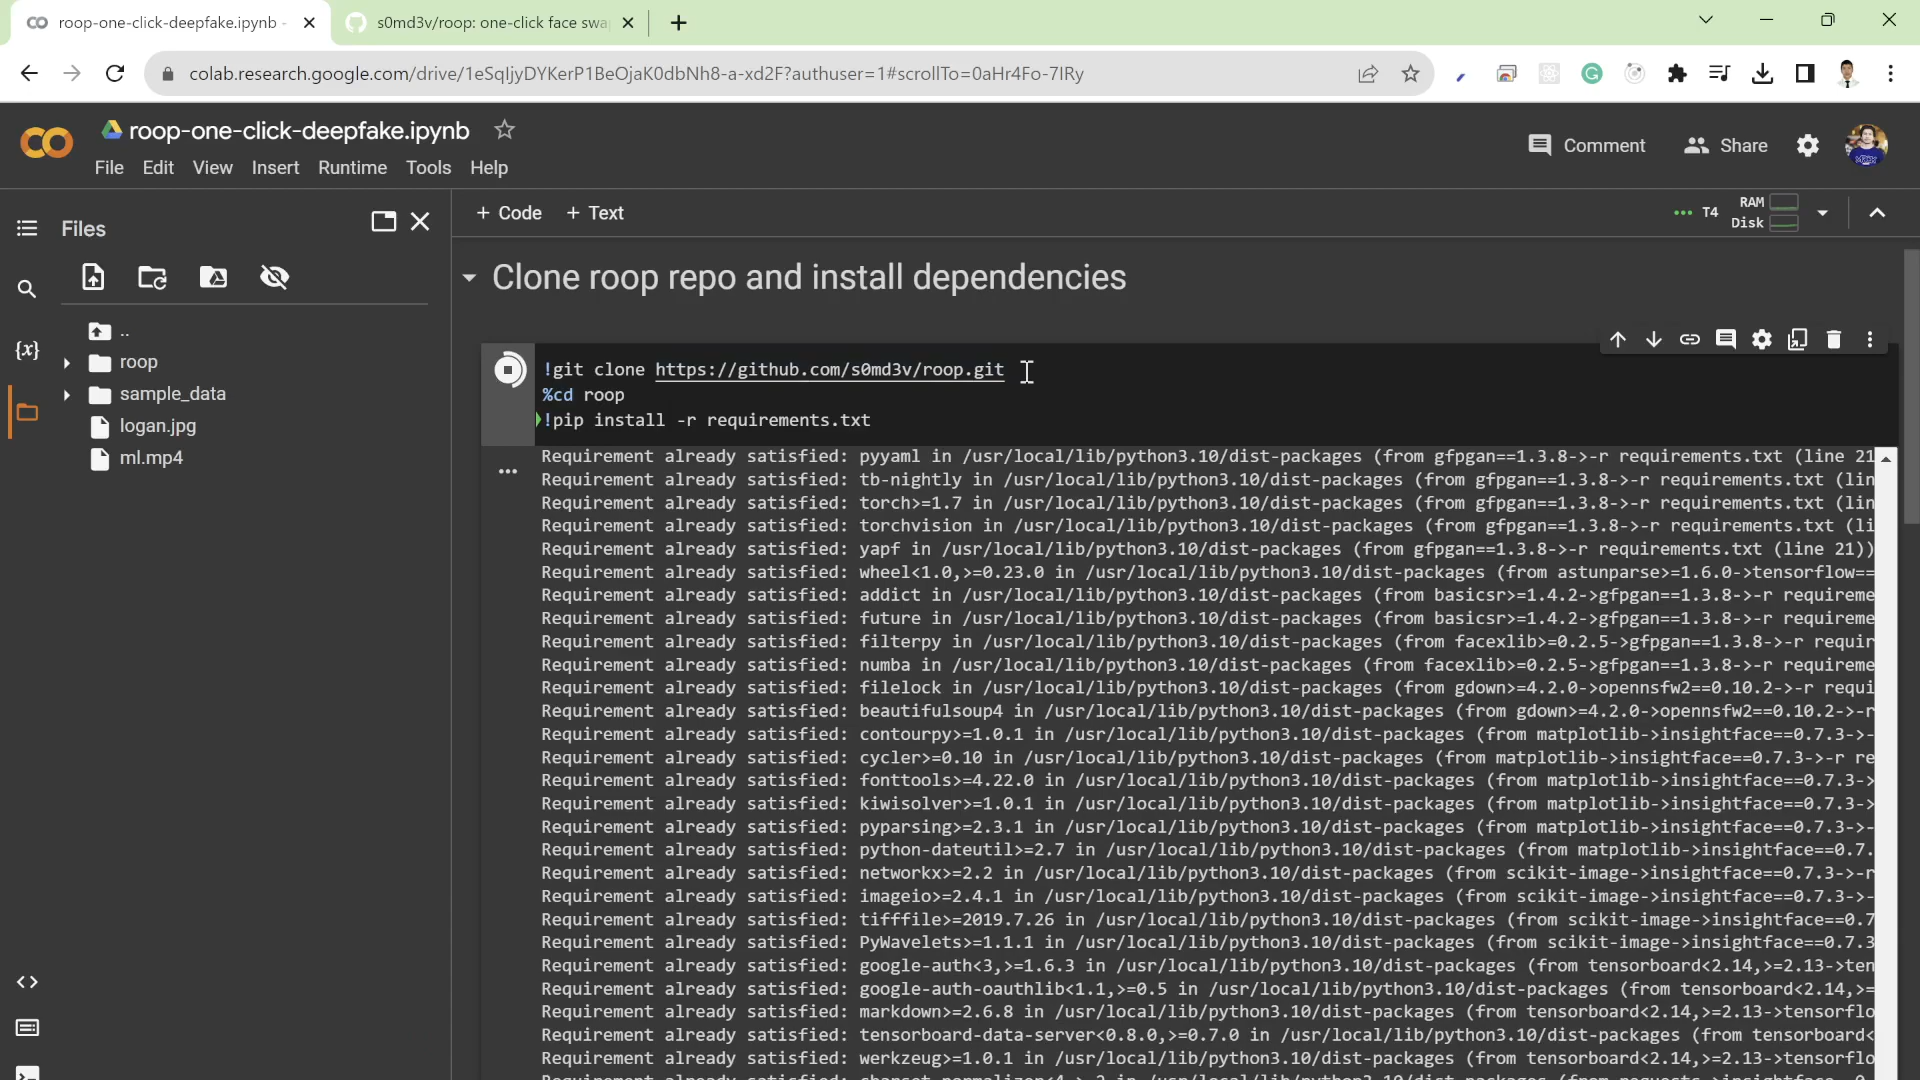 roop-one-click-deepfake.ipynb -
s0md3v/roop: one-click face swa
colab.research.google.com/drive/1eSqljyDYKerP1BeOjaK0dbNh8-a-xd2F?authuser=1#scrollTo=0aHr4Fo-7lRy
roop-one-click-deepfake.ipynb
Comment
Share
File Edit View Insert Runtime Tools Help
Files
+ Code + Text
T4
RAM
Disk
Clone roop repo and install dependencies
..
roop
sample_data
logan.jpg
ml.mp4
{x}
!git clone https://github.com/s0md3v/roop.git
%cd roop
!pip install -r requirements.txt
Requirement already satisfied: pyyaml in /usr/local/lib/python3.10/dist-packages (from gfpgan==1.3.8->-r requirements.txt (line 21
Requirement already satisfied: tb-nightly in /usr/local/lib/python3.10/dist-packages (from gfpgan==1.3.8->-r requirements.txt (lin
Requirement already satisfied: torch>=1.7 in /usr/local/lib/python3.10/dist-packages (from gfpgan==1.3.8->-r requirements.txt (lin
Requirement already satisfied: torchvision in /usr/local/lib/python3.10/dist-packages (from gfpgan==1.3.8->-r requirements.txt (li
Requirement already satisfied: yapf in /usr/local/lib/python3.10/dist-packages (from gfpgan==1.3.8->-r requirements.txt (line 21))
Requirement already satisfied: wheel<1.0,>=0.23.0 in /usr/local/lib/python3.10/dist-packages (from astunparse>=1.6.0->tensorflow==
Requirement already satisfied: addict in /usr/local/lib/python3.10/dist-packages (from basicsr>=1.4.2->gfpgan==1.3.8->-r requireme
Requirement already satisfied: future in /usr/local/lib/python3.10/dist-packages (from basicsr>=1.4.2->gfpgan==1.3.8->-r requireme
Requirement already satisfied: filterpy in /usr/local/lib/python3.10/dist-packages (from facexlib>=0.2.5->gfpgan==1.3.8->-r requir
Requirement already satisfied: numba in /usr/local/lib/python3.10/dist-packages (from facexlib>=0.2.5->gfpgan==1.3.8->-r requireme
Requirement already satisfied: filelock in /usr/local/lib/python3.10/dist-packages (from gdown>=4.2.0->opennsfw2==0.10.2->-r requi
Requirement already satisfied: beautifulsoup4 in /usr/local/lib/python3.10/dist-packages (from gdown>=4.2.0->opennsfw2==0.10.2->-r
Requirement already satisfied: contourpy>=1.0.1 in /usr/local/lib/python3.10/dist-packages (from matplotlib->insightface==0.7.3->-
Requirement already satisfied: cycler>=0.10 in /usr/local/lib/python3.10/dist-packages (from matplotlib->insightface==0.7.3->-r re
Requirement already satisfied: fonttools>=4.22.0 in /usr/local/lib/python3.10/dist-packages (from matplotlib->insightface==0.7.3->
Requirement already satisfied: kiwisolver>=1.0.1 in /usr/local/lib/python3.10/dist-packages (from matplotlib->insightface==0.7.3->
Requirement already satisfied: pyparsing>=2.3.1 in /usr/local/lib/python3.10/dist-packages (from matplotlib->insightface==0.7.3->-
Requirement already satisfied: python-dateutil>=2.7 in /usr/local/lib/python3.10/dist-packages (from matplotlib->insightface==0.7.
Requirement already satisfied: networkx>=2.2 in /usr/local/lib/python3.10/dist-packages (from scikit-image->insightface==0.7.3->-r
Requirement already satisfied: imageio>=2.4.1 in /usr/local/lib/python3.10/dist-packages (from scikit-image->insightface==0.7.3->-
Requirement already satisfied: tifffile>=2019.7.26 in /usr/local/lib/python3.10/dist-packages (from scikit-image->insightface==0.7
Requirement already satisfied: PyWavelets>=1.1.1 in /usr/local/lib/python3.10/dist-packages (from scikit-image->insightface==0.7.3
Requirement already satisfied: google-auth<3,>=1.6.3 in /usr/local/lib/python3.10/dist-packages (from tensorboard<2.14,>=2.13->ten
Requirement already satisfied: google-auth-oauthlib<1.1,>=0.5 in /usr/local/lib/python3.10/dist-packages (from tensorboard<2.14,>=
Requirement already satisfied: markdown>=2.6.8 in /usr/local/lib/python3.10/dist-packages (from tensorboard<2.14,>=2.13->tensorflo
Requirement already satisfied: tensorboard-data-server<0.8.0,>=0.7.0 in /usr/local/lib/python3.10/dist-packages (from tensorboard<
Requirement already satisfied: werkzeug>=1.0.1 in /usr/local/lib/python3.10/dist-packages (from tensorboard<2.14,>=2.13->tensorflo